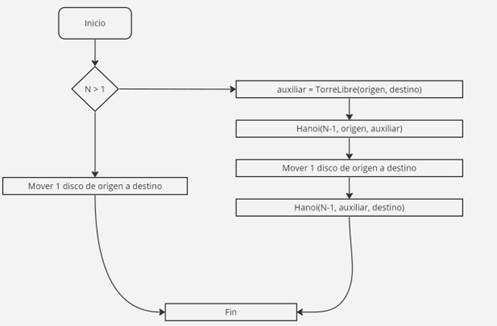 Inicio
N > 1
auxiliar = TorreLibre(origen, destino)
Hanoi(N-1, origen, auxiliar)
Mover 1 disco de origen a destino
Mover 1 disco de origen a destino
Hanoi(N-1, auxiliar, destino)
Fin